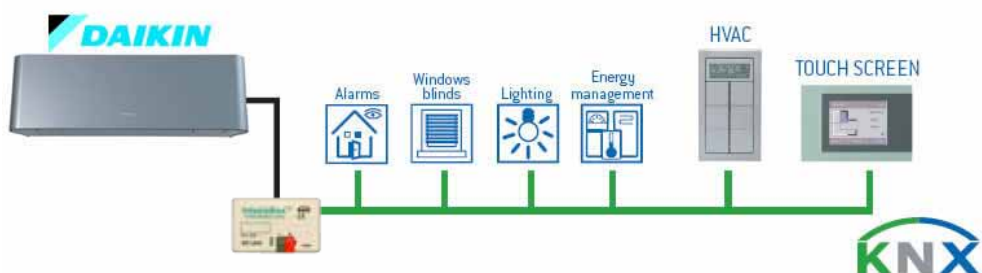 DAIKIN
HVAC
TOUCH SCREEN
Alarms
Windows
blinds
Lighting
Energy
management
KNX